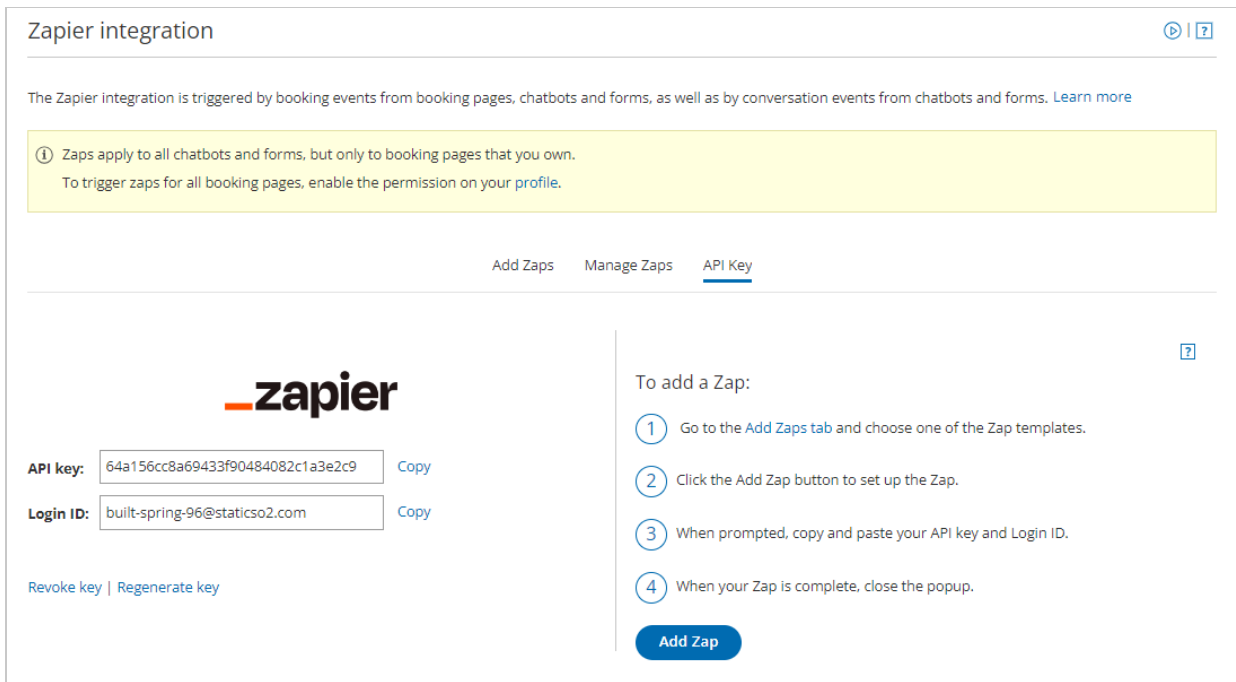 Zapier integration
The Zapier integration is triggered by booking events from booking pages, chatbots and forms, as well as by conversation events from chatbots and forms. Learn more
Zaps apply to all chatbots and forms, but only to booking pages that you own.
To trigger zaps for all booking pages, enable the permission on your profile.
Add Zaps Manage Zaps API Key
zapier
API key: 64a156cc8a69433f90484082c1a3e2c9 Copy
Login ID: built-spring-96@staticso2.com Copy
Revoke key | Regenerate key
To add a Zap:
1 Go to the Add Zaps tab and choose one of the Zap templates.
2 Click the Add Zap button to set up the Zap.
3 When prompted, copy and paste your API key and Login ID.
4 When your Zap is complete, close the popup.
Add Zap